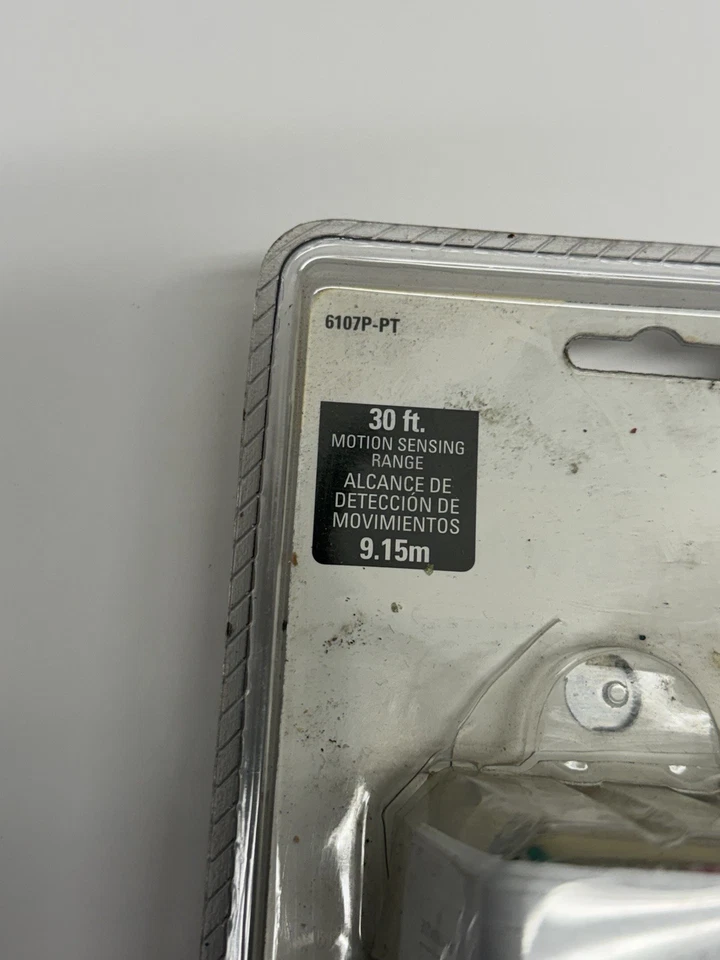 6107P-PT
30 ft.
MOTION SENSING
RANGE
ALCANCE DE
DETECCIÓN DE
MOVIMIENTOS
9.15m